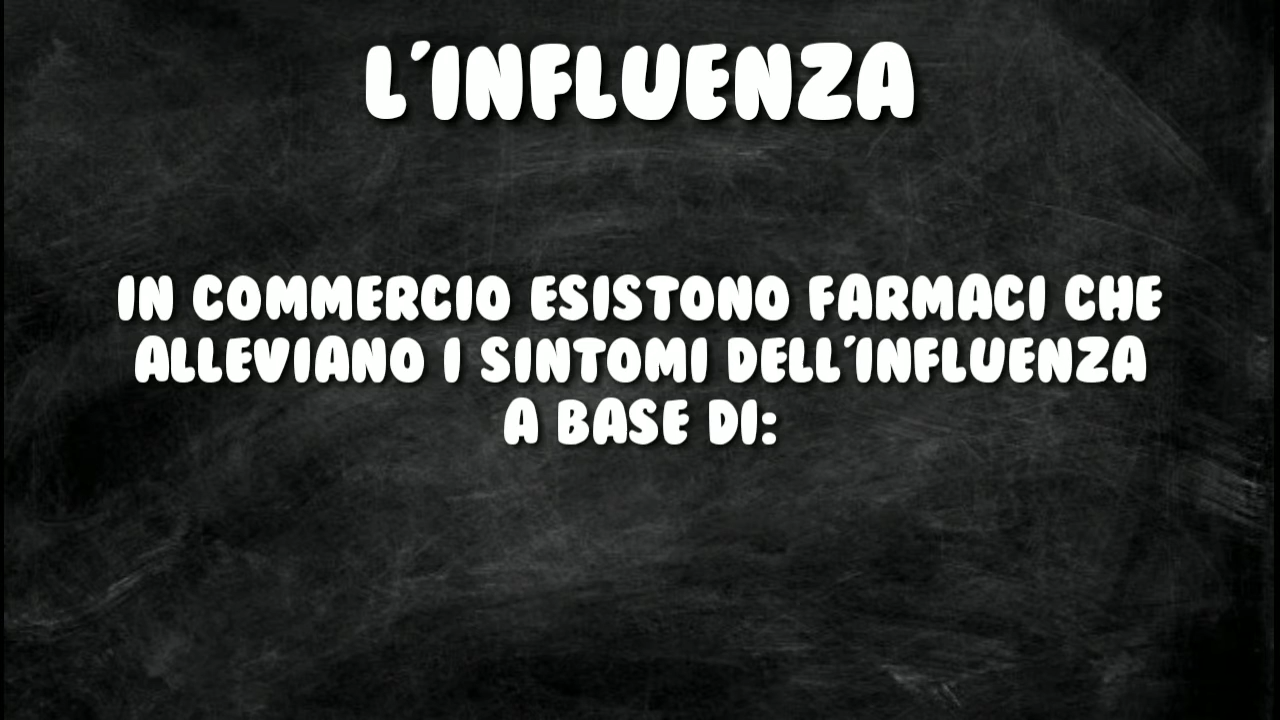 L'INFLUENZA
IN COMMERCIO ESISTONO FARMACI CHE
ALLEVIANO I SINTOMI DELL'INFLUENZA
A BASE DI: